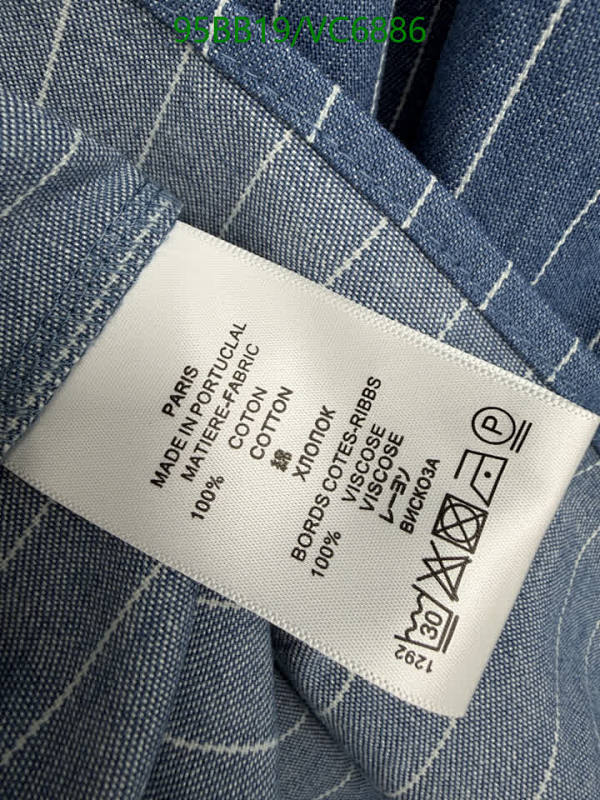 95BB19/VC6886
PARIS
MADE IN PORTUCLAL
MATIERE-FABRIC
100% COTON
COTTON
綿
ХЛОПОК
BORDS COTES-RIBBS
100% VISCOSE
VISCOSE
レーヨン
ВИСКОЗА
P
30
1292